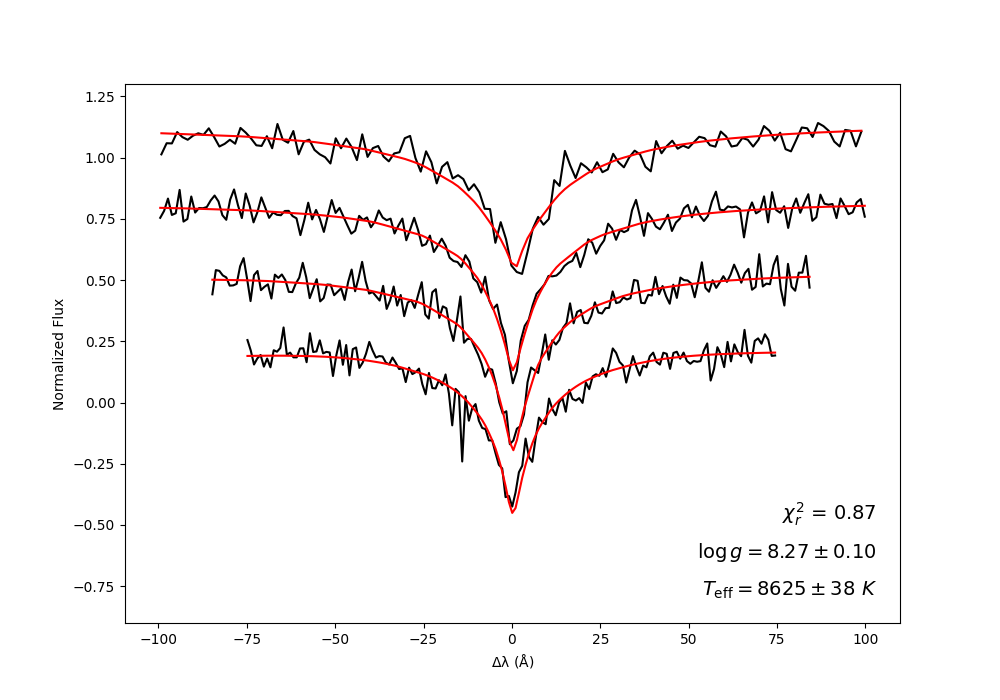 1.25
1.00
0.75
0.50
0.25
0.00
−0.25
−0.50
−0.75
Normalized Flux
χ²ᵣ = 0.87
log g = 8.27 ± 0.10
T_eff = 8625 ± 38 K
−100 −75 −50 −25 0 25 50 75 100
Δλ (Å)